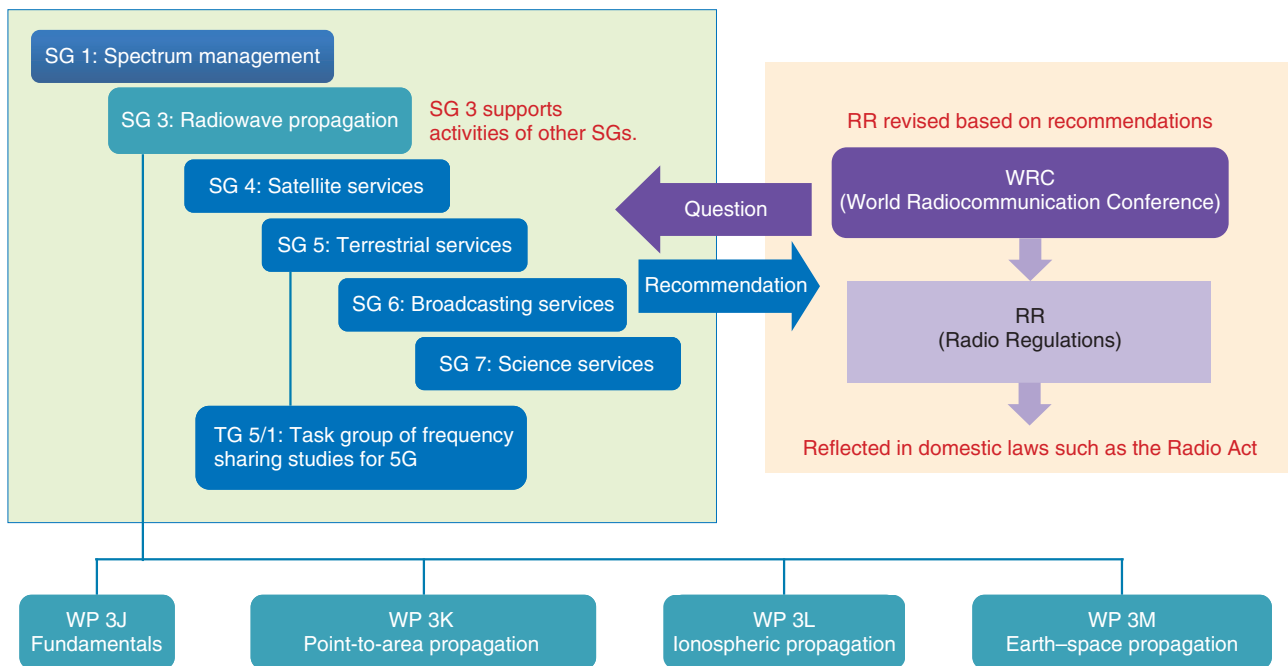 SG 1: Spectrum management
SG 3: Radiowave propagation
SG 3 supports
activities of other SGs.
SG 4: Satellite services
SG 5: Terrestrial services
SG 6: Broadcasting services
SG 7: Science services
TG 5/1: Task group of frequency
sharing studies for 5G
Question
Recommendation
RR revised based on recommendations
WRC
(World Radiocommunication Conference)
RR
(Radio Regulations)
Reflected in domestic laws such as the Radio Act
WP 3J
Fundamentals
WP 3K
Point-to-area propagation
WP 3L
Ionospheric propagation
WP 3M
Earth–space propagation